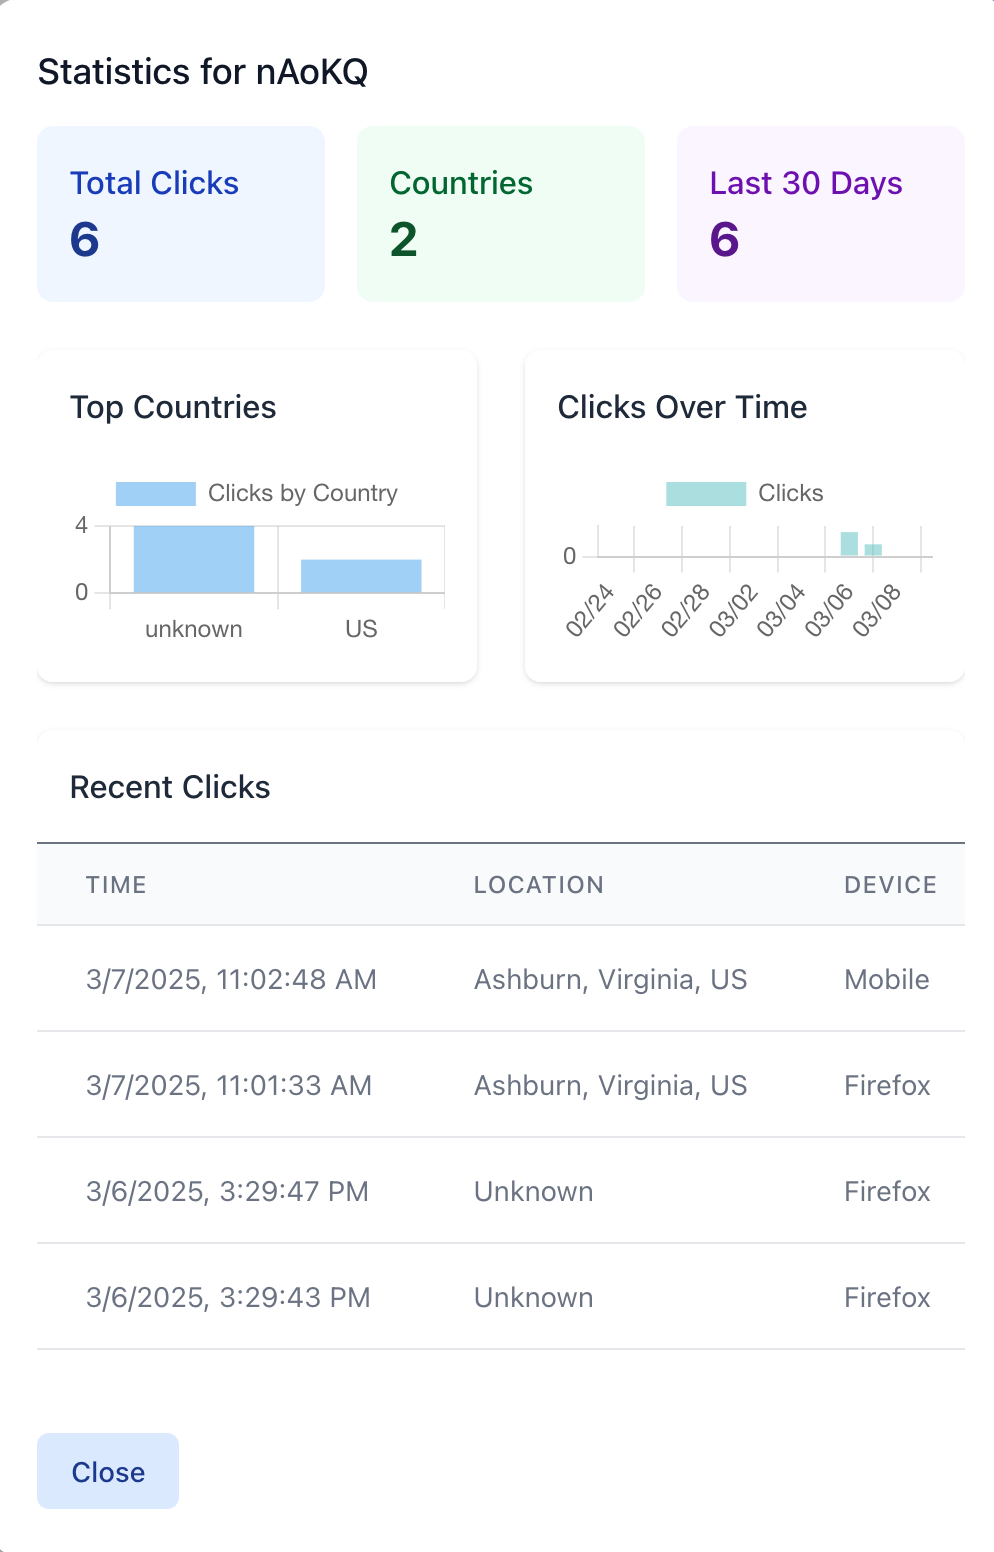 Statistics for nAoKQ
Total Clicks
6
Countries
2
Last 30 Days
6
Top Countries
Clicks by Country
4
0
unknown
US
Clicks Over Time
Clicks
0
02/24
02/26
02/28
03/02
03/04
03/06
03/08
Recent Clicks
TIME LOCATION DEVICE
3/7/2025, 11:02:48 AM Ashburn, Virginia, US Mobile
3/7/2025, 11:01:33 AM Ashburn, Virginia, US Firefox
3/6/2025, 3:29:47 PM Unknown Firefox
3/6/2025, 3:29:43 PM Unknown Firefox
Close